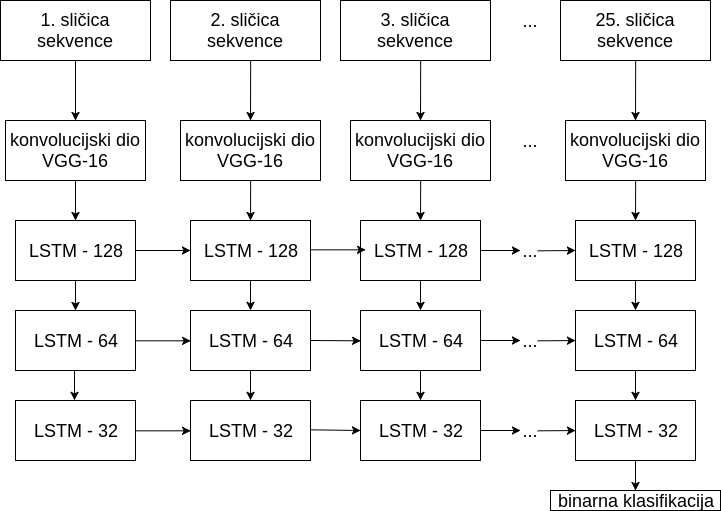 1. sličica
sekvence
2. sličica
sekvence
3. sličica
sekvence
...
25. sličica
sekvence
konvolucijski dio
VGG-16
konvolucijski dio
VGG-16
konvolucijski dio
VGG-16
...
konvolucijski dio
VGG-16
LSTM - 128
LSTM - 128
LSTM - 128
...
LSTM - 128
LSTM - 64
LSTM - 64
LSTM - 64
...
LSTM - 64
LSTM - 32
LSTM - 32
LSTM - 32
...
LSTM - 32
binarna klasifikacija